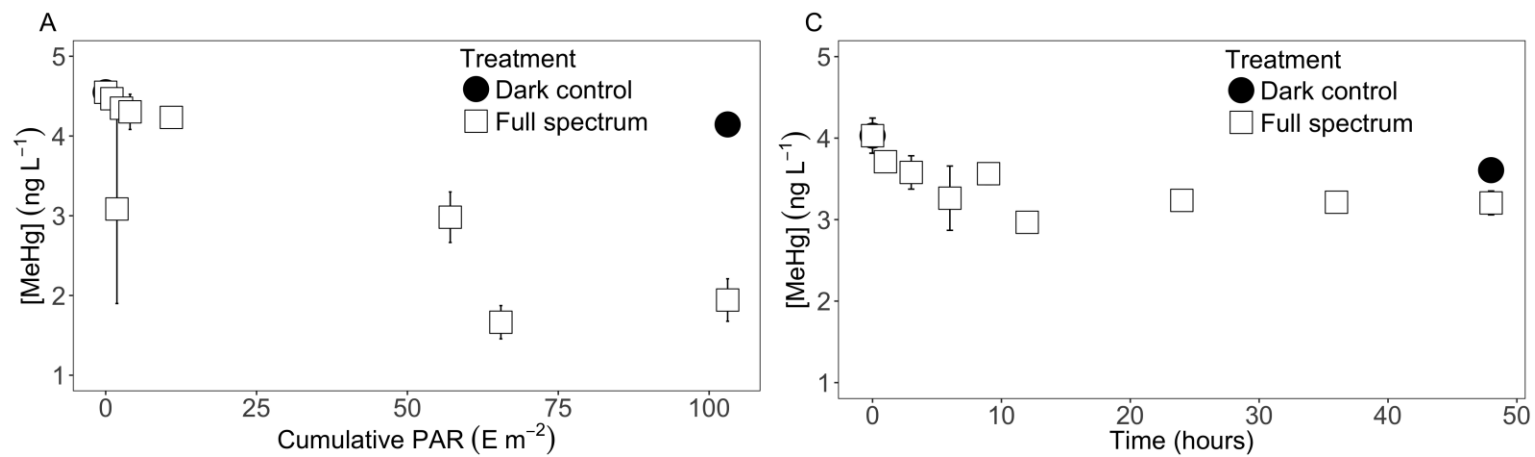 A
[MeHg] (ng L⁻¹)
5
4
3
2
1
Treatment
Dark control
Full spectrum
0 25 50 75 100
Cumulative PAR (E m⁻²)
C
[MeHg] (ng L⁻¹)
5
4
3
2
1
Treatment
Dark control
Full spectrum
0 10 20 30 40 50
Time (hours)